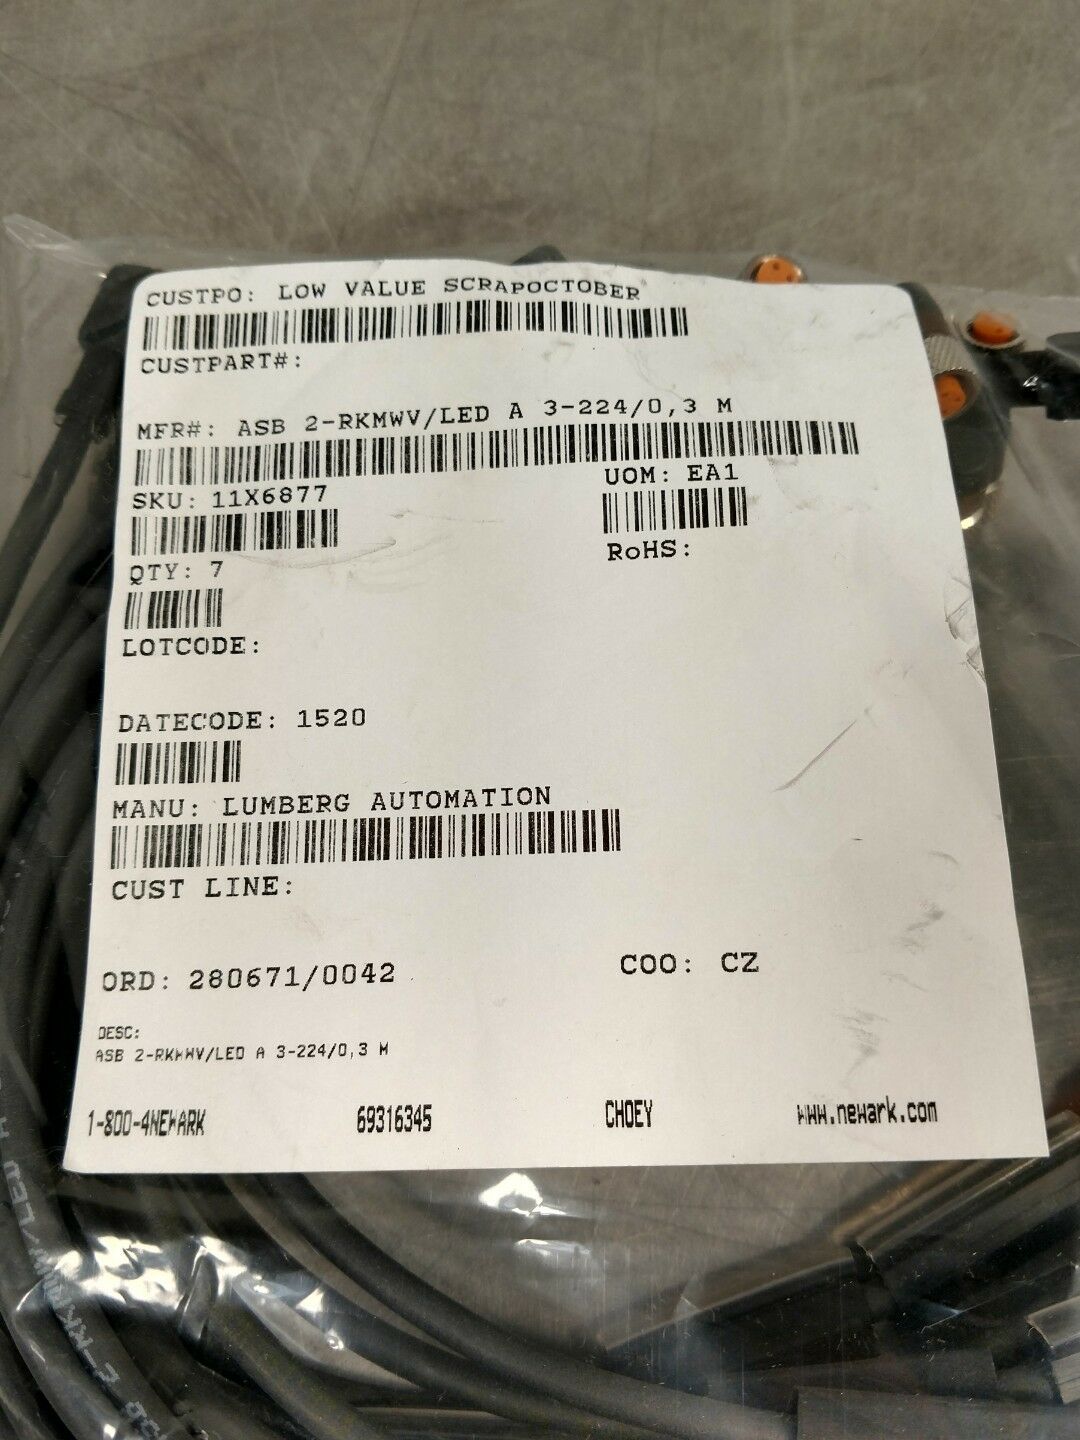 CUSTPO: LOW VALUE SCRAPOCTOBER
CUSTPART#:
MFR#: ASB 2-RKMWV/LED A 3-224/0,3 M
SKU: 11X6877
UOM: EA1
QTY: 7
RoHS:
LOTCODE:
DATECODE: 1520
MANU: LUMBERG AUTOMATION
CUST LINE:
ORD: 280671/0042
COO: CZ
DESC:
ASB 2-RKMWV/LED A 3-224/0,3 M
1-800-4NEWARK 69316345 CHOEY www.newark.com